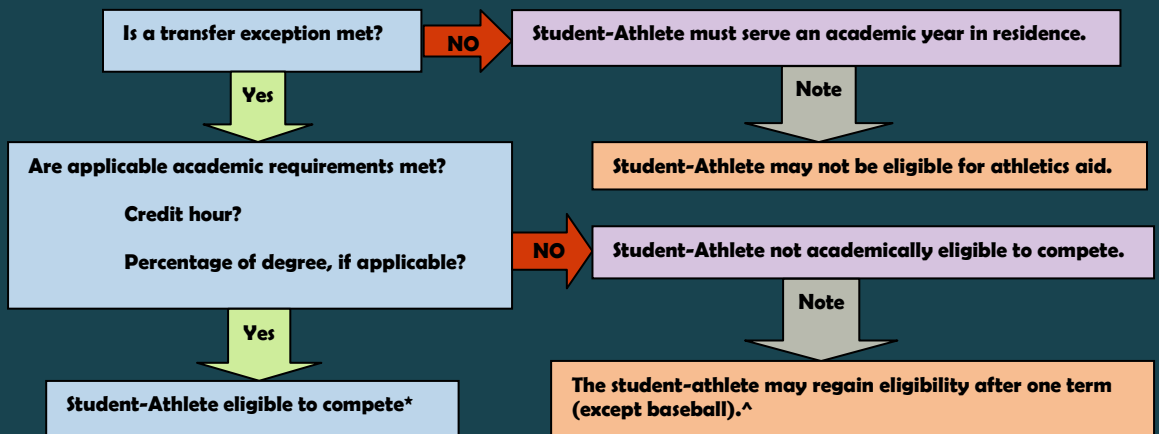 Is a transfer exception met?
NO
Student-Athlete must serve an academic year in residence.
Yes
Note
Are applicable academic requirements met?
Credit hour?
Percentage of degree, if applicable?
Student-Athlete may not be eligible for athletics aid.
NO
Student-Athlete not academically eligible to compete.
Yes
Note
Student-Athlete eligible to compete*
The student-athlete may regain eligibility after one term
(except baseball).^